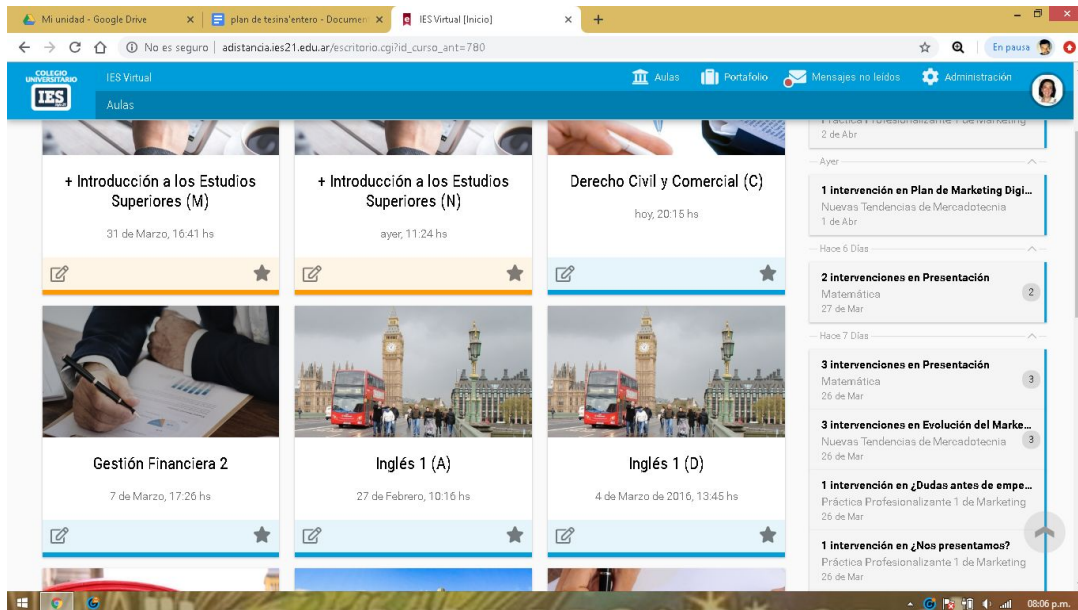 Mi unidad - Google Drive
plan de tesina'entero - Document
IES Virtual [Inicio]
No es seguro | adistancia.ies21.edu.ar/escritorio.cgi?id_curso_ant=780
En pausa
COLEGIO
UNIVERSITARIO
IES
IES Virtual
Aulas
Portafolio
Mensajes no leídos
Administración
Aulas
+ Introducción a los Estudios
Superiores (M)
31 de Marzo, 16:41 hs
+ Introducción a los Estudios
Superiores (N)
ayer, 11:24 hs
Derecho Civil y Comercial (C)
hoy, 20:15 hs
Gestión Financiera 2
7 de Marzo, 17:26 hs
Inglés 1 (A)
27 de Febrero, 10:16 hs
Inglés 1 (D)
4 de Marzo de 2016, 13:45 hs
Práctica Profesionalizante 1 de Marketing
2 de Abr
Ayer
1 intervención en Plan de Marketing Digi...
Nuevas Tendencias de Mercadotecnia
1 de Abr
Hace 6 Días
2 intervenciones en Presentación
Matemática
2
27 de Mar
Hace 7 Días
3 intervenciones en Presentación
Matemática
3
26 de Mar
3 intervenciones en Evolución del Marke...
Nuevas Tendencias de Mercadotecnia
3
26 de Mar
1 intervención en ¿Dudas antes de empe...
Práctica Profesionalizante 1 de Marketing
26 de Mar
1 intervención en ¿Nos presentamos?
Práctica Profesionalizante 1 de Marketing
26 de Mar
08:06 p.m.